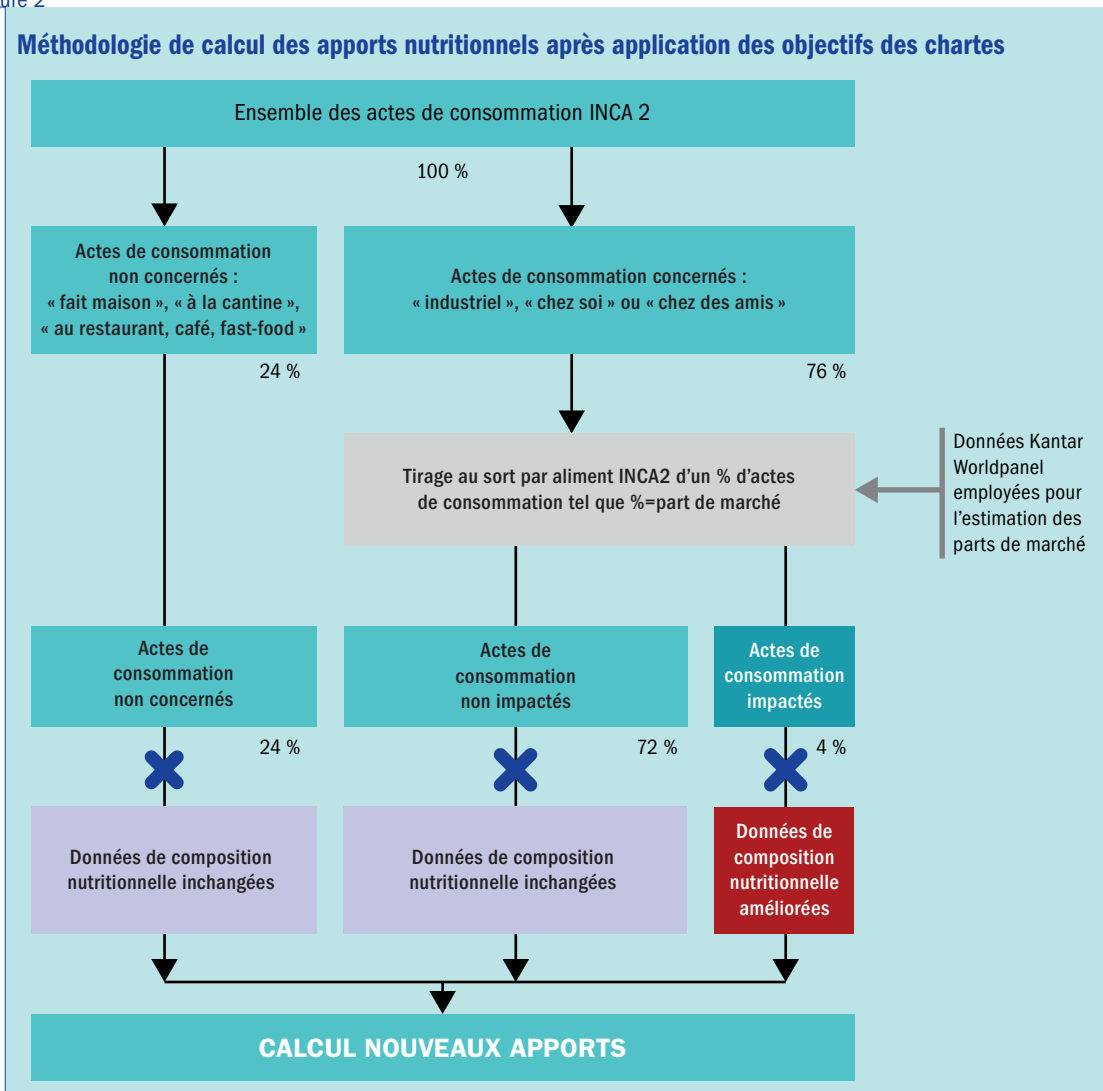 Méthodologie de calcul des apports nutritionnels après application des objectifs des chartes
Ensemble des actes de consommation INCA 2
100 %
Actes de consommation
non concernés :
« fait maison », « à la cantine »,
« au restaurant, café, fast-food »
24 %
Actes de consommation concernés :
« industriel », « chez soi » ou « chez des amis »
76 %
Tirage au sort par aliment INCA2 d'un % d'actes
de consommation tel que %=part de marché
Données Kantar
Worldpanel
employées pour
l'estimation des
parts de marché
Actes de
consommation
non concernés
24 %
Actes de
consommation
non impactés
72 %
Actes de
consommation
impactés
4 %
Données de composition
nutritionnelle inchangées
Données de composition
nutritionnelle inchangées
Données de
composition
nutritionnelle
améliorées
CALCUL NOUVEAUX APPORTS